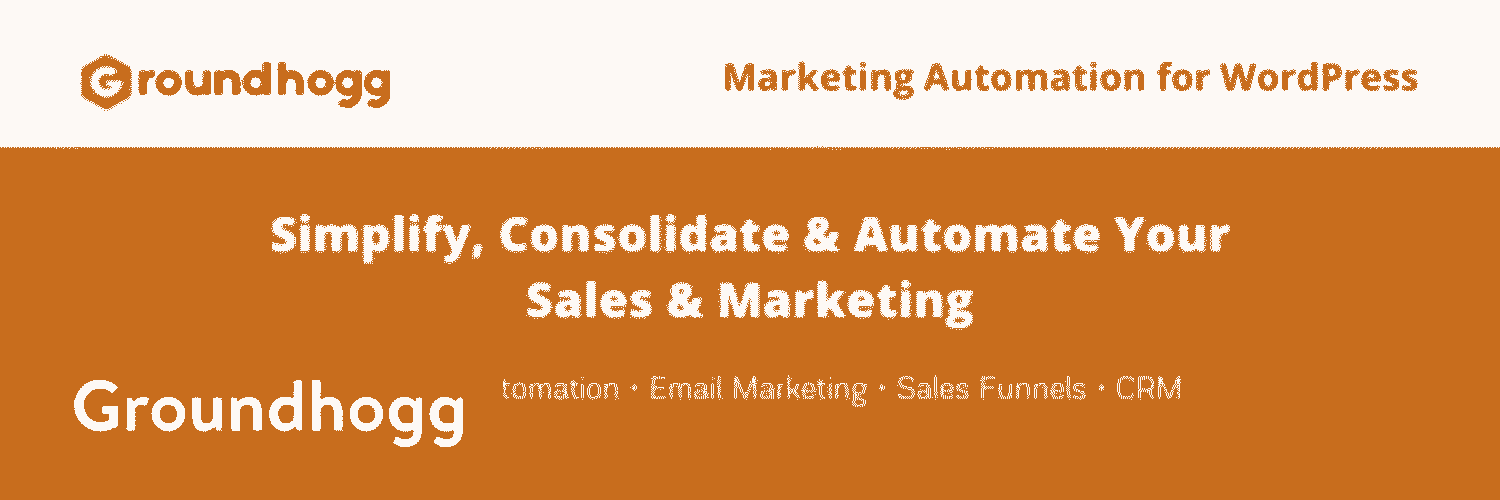 Groundhogg
Marketing Automation for WordPress
Simplify, Consolidate & Automate Your
Sales & Marketing
tomation · Email Marketing · Sales Funnels · CRM
Groundhogg